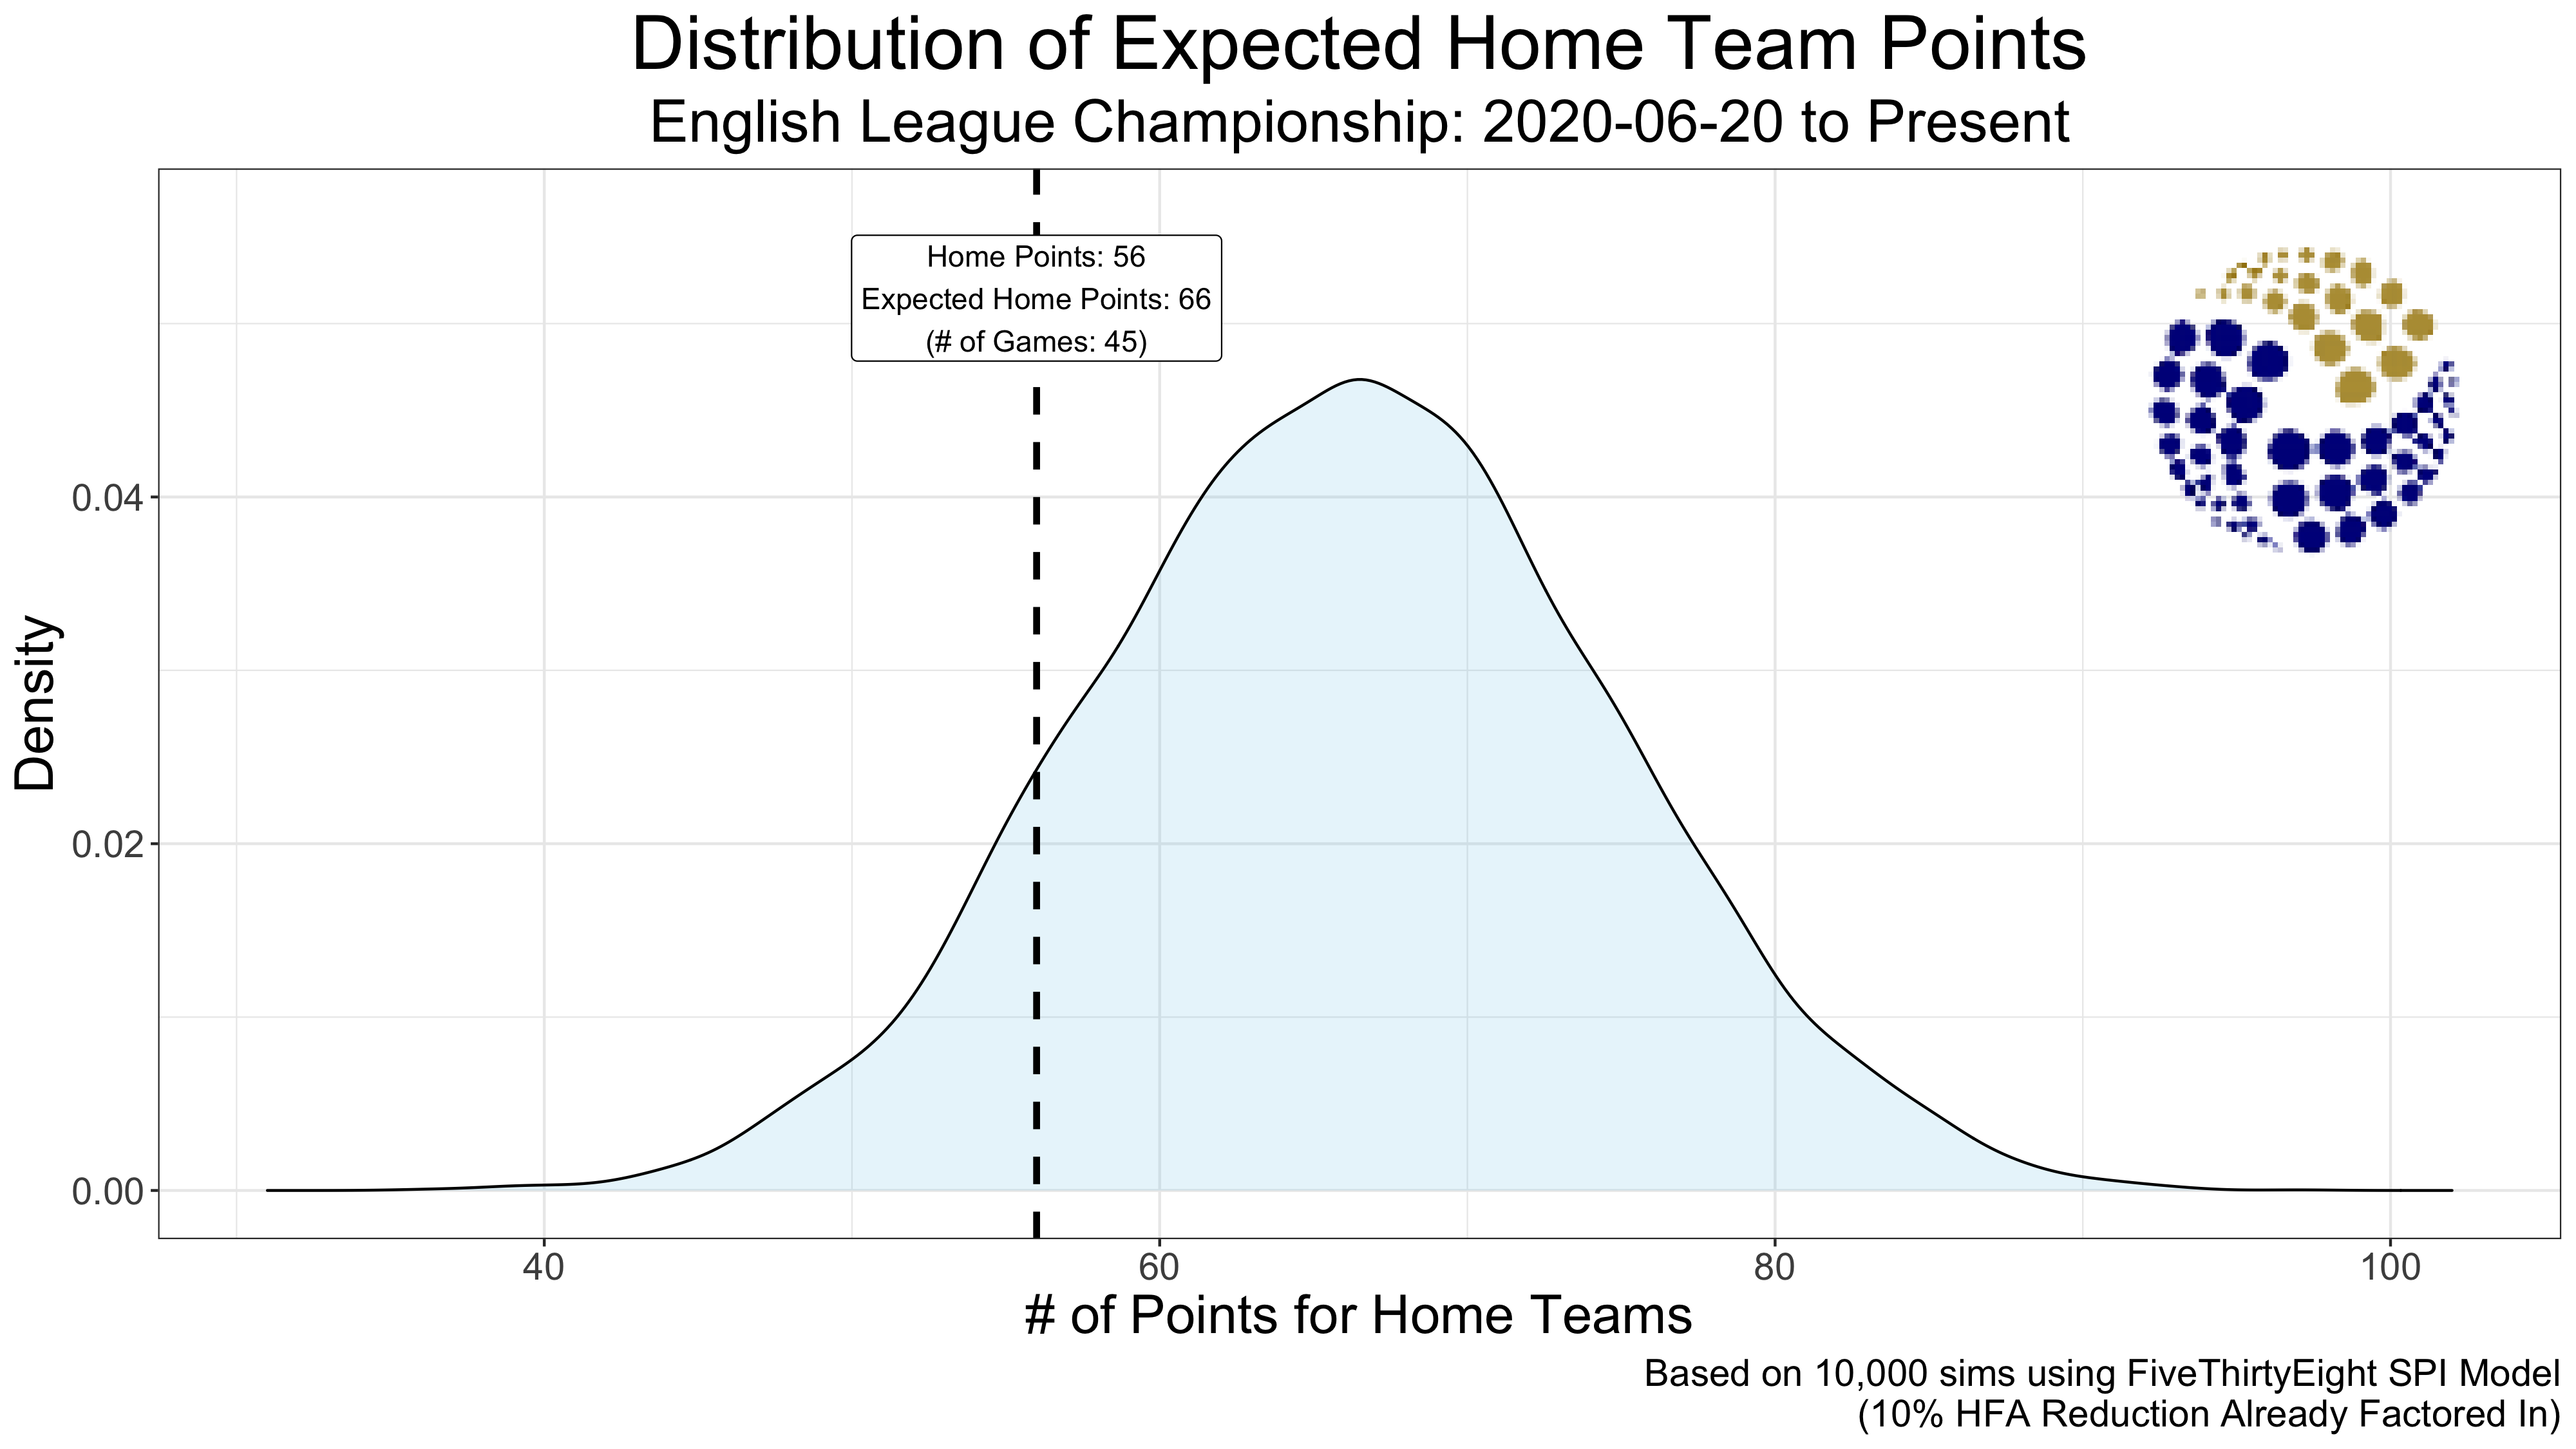 Distribution of Expected Home Team Points
English League Championship: 2020-06-20 to Present
Home Points: 56
Expected Home Points: 66
(# of Games: 45)
0.04
0.02
0.00
Density
40
60
80
100
# of Points for Home Teams
Based on 10,000 sims using FiveThirtyEight SPI Model
(10% HFA Reduction Already Factored In)